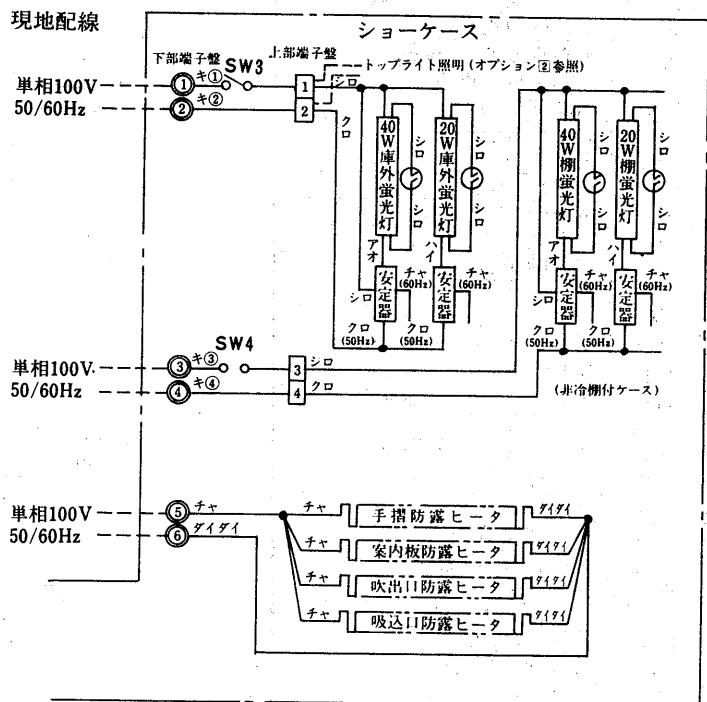 現地配線
ショーケース
下部端子盤
SW3
上部端子盤
トップライト照明(オプション2参照)
単相100V
50/60Hz
① キ①
② キ②
1
2
シロ
クロ
40W庫外蛍光灯
シロ
シロ
20W庫外蛍光灯
シロ
シロ
40W棚蛍光灯
シロ
シロ
20W棚蛍光灯
シロ
シロ
アオ
ハイ
アオ
ハイ
シロ
安定器
チャ
(60Hz)
安定器
チャ
(60Hz)
シロ
安定器
チャ
(60Hz)
安定器
チャ
(60Hz)
クロ
(50Hz)
クロ
(50Hz)
クロ
(50Hz)
クロ
(50Hz)
SW4
単相100V
50/60Hz
③ キ③
④ キ④
3 シロ
4 クロ
(非冷棚付ケース)
単相100V
50/60Hz
⑤ チャ
⑥ ダイダイ
チャ 手摺防露ヒータ ダイダイ
チャ 案内板防露ヒータ ダイダイ
チャ 吹出口防露ヒータ ダイダイ
チャ 吸込口防露ヒータ ダイダイ